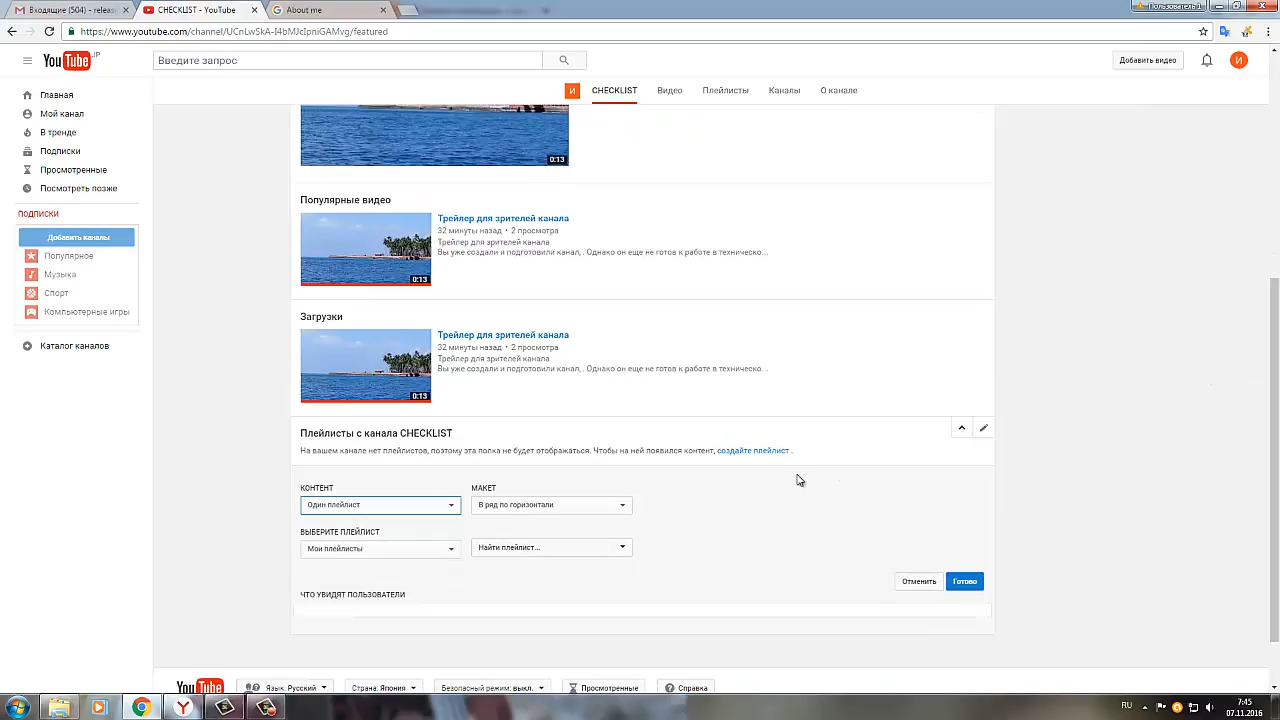 Входящие (504) - releas
CHECKLIST - YouTube
About me
Пользователь 1
https://www.youtube.com/channel/UCnLwSkA-I4bMJcIpniGAMvg/featured
YouTube JP
Введите запрос
Добавить видео
И
И
CHECKLIST
Видео
Плейлисты
Каналы
О канале
Главная
Мой канал
В тренде
Подписки
Просмотренные
Посмотреть позже
ПОДПИСКИ
Добавить каналы
Популярное
Музыка
Спорт
Компьютерные игры
Каталог каналов
0:13
Популярные видео
Трейлер для зрителей канала
32 минуты назад • 2 просмотра
Трейлер для зрителей канала
Вы уже создали и подготовили канал, . Однако он еще не готов к работе в техническо...
0:13
Загрузки
Трейлер для зрителей канала
32 минуты назад • 2 просмотра
Трейлер для зрителей канала
Вы уже создали и подготовили канал, . Однако он еще не готов к работе в техническо...
0:13
Плейлисты с канала CHECKLIST
На вашем канале нет плейлистов, поэтому эта полка не будет отображаться. Чтобы на ней появился контент, создайте плейлист .
КОНТЕНТ
МАКЕТ
Один плейлист
В ряд по горизонтали
ВЫБЕРИТЕ ПЛЕЙЛИСТ
Мои плейлисты
Найти плейлист...
Отменить
Готово
ЧТО УВИДЯТ ПОЛЬЗОВАТЕЛИ
YouTube
Язык: Русский
Страна: Япония
Безопасный режим: выкл.
Просмотренные
Справка
RU
7:45
07.11.2016